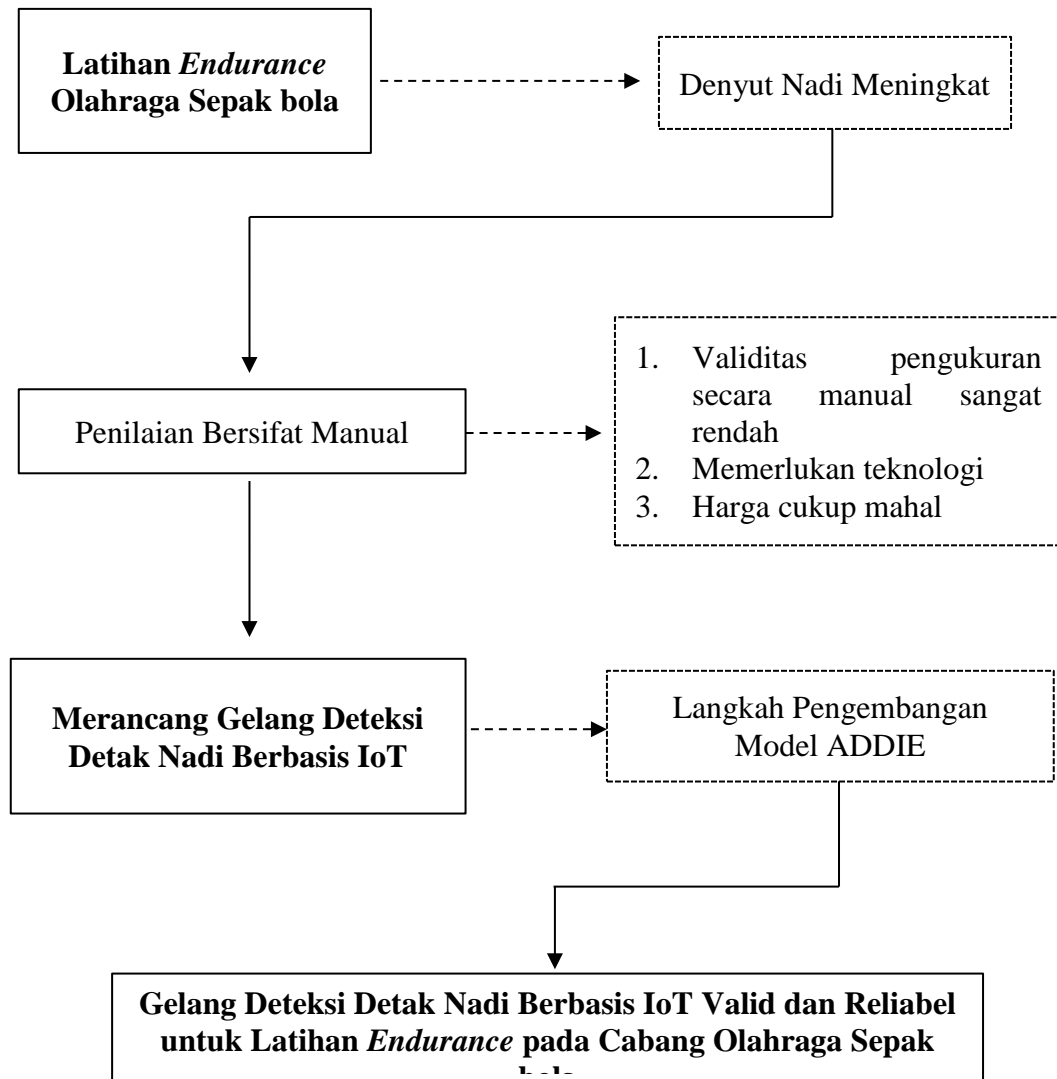 Latihan Endurance
Olahraga Sepak bola
Denyut Nadi Meningkat
Penilaian Bersifat Manual
1. Validitas pengukuran
secara manual sangat
rendah
2. Memerlukan teknologi
3. Harga cukup mahal
Merancang Gelang Deteksi
Detak Nadi Berbasis IoT
Langkah Pengembangan
Model ADDIE
Gelang Deteksi Detak Nadi Berbasis IoT Valid dan Reliabel
untuk Latihan Endurance pada Cabang Olahraga Sepak
bola